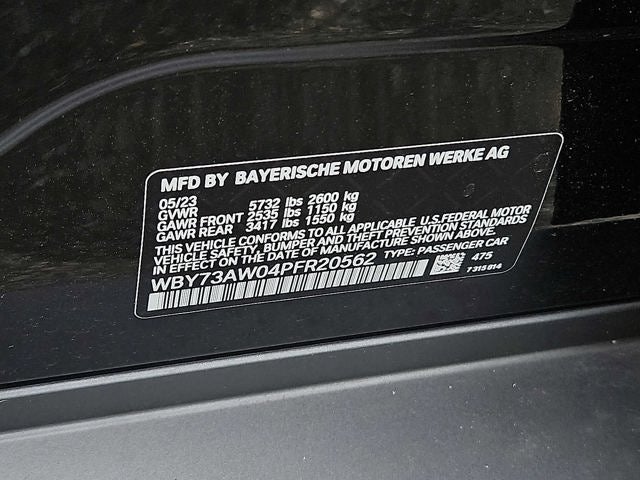 MFD BY BAYERISCHE MOTOREN WERKE AG
05/23
GVWR 5732 lbs 2600 kg
GAWR FRONT 2535 lbs 1150 kg
GAWR REAR 3417 lbs 1550 kg
THIS VEHICLE CONFORMS TO ALL APPLICABLE U.S. FEDERAL MOTOR
VEHICLE SAFETY, BUMPER AND THEFT PREVENTION STANDARDS
IN EFFECT ON THE DATE OF MANUFACTURE SHOWN ABOVE.
WBY73AW04PFR20562 TYPE: PASSENGER CAR
475
7 315 814